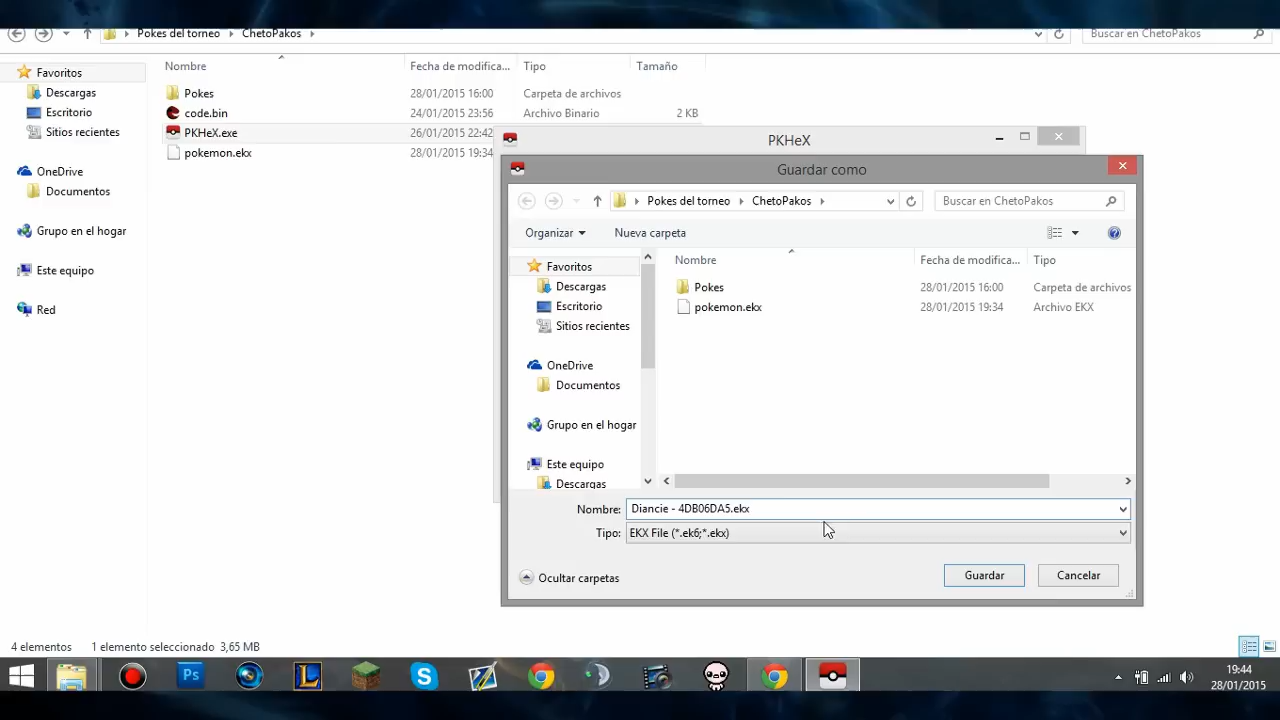 Pokes del torneo ChetoPakos Buscar en ChetoPakos
Nombre Fecha de modifica... Tipo Tamaño
Favoritos
Descargas
Escritorio
Sitios recientes
OneDrive
Documentos
Grupo en el hogar
Este equipo
Red
Pokes 28/01/2015 16:00 Carpeta de archivos
code.bin 24/01/2015 23:56 Archivo Binario 2 KB
PKHeX.exe 26/01/2015 22:42
pokemon.ekx 28/01/2015 19:34
PKHeX
Guardar como
Pokes del torneo ChetoPakos Buscar en ChetoPakos
Organizar Nueva carpeta
Favoritos
Descargas
Escritorio
Sitios recientes
OneDrive
Documentos
Grupo en el hogar
Este equipo
Descargas
Nombre Fecha de modifica... Tipo
Pokes 28/01/2015 16:00 Carpeta de archivos
pokemon.ekx 28/01/2015 19:34 Archivo EKX
Nombre: Diancie - 4DB06DA5.ekx
Tipo: EKX File (*.ek6;*.ekx)
Ocultar carpetas Guardar Cancelar
4 elementos 1 elemento seleccionado 3,65 MB
Ps
L
S
19:44
28/01/2015